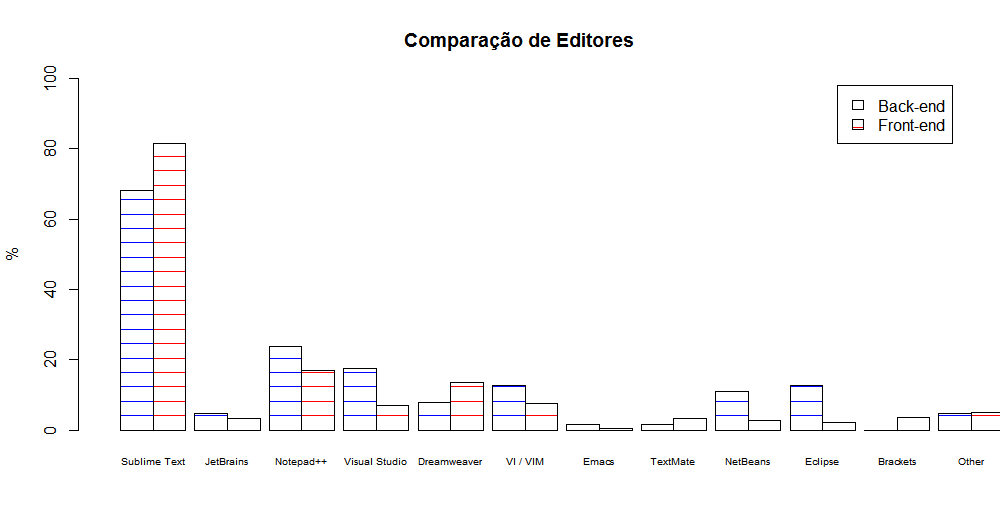 Comparação de Editores
Back-end
Front-end
%
100
80
60
40
20
0
Sublime Text JetBrains Notepad++ Visual Studio Dreamweaver VI / VIM Emacs TextMate NetBeans Eclipse Brackets Other